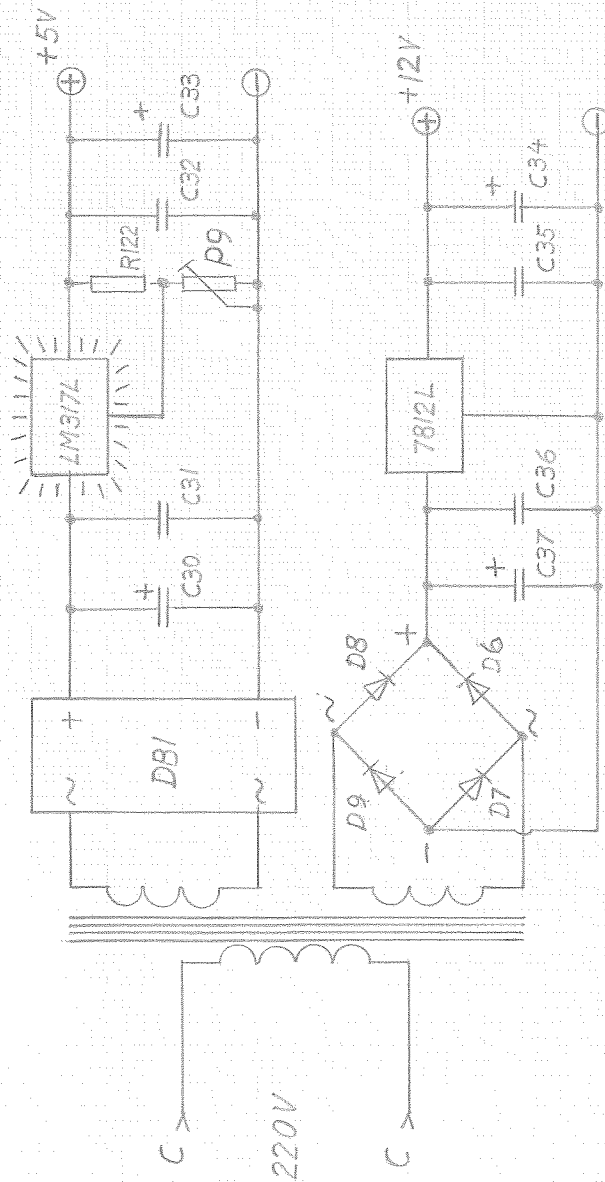 C
220V
C
~
~
DB1
+
-
+
C30
C31
LM317L
R122
P9
C32
+
C33
+5V
+
-
D9
D8
D7
D6
~
~
+
-
+
C37
C36
7812L
C35
+
C34
+12V
+
-